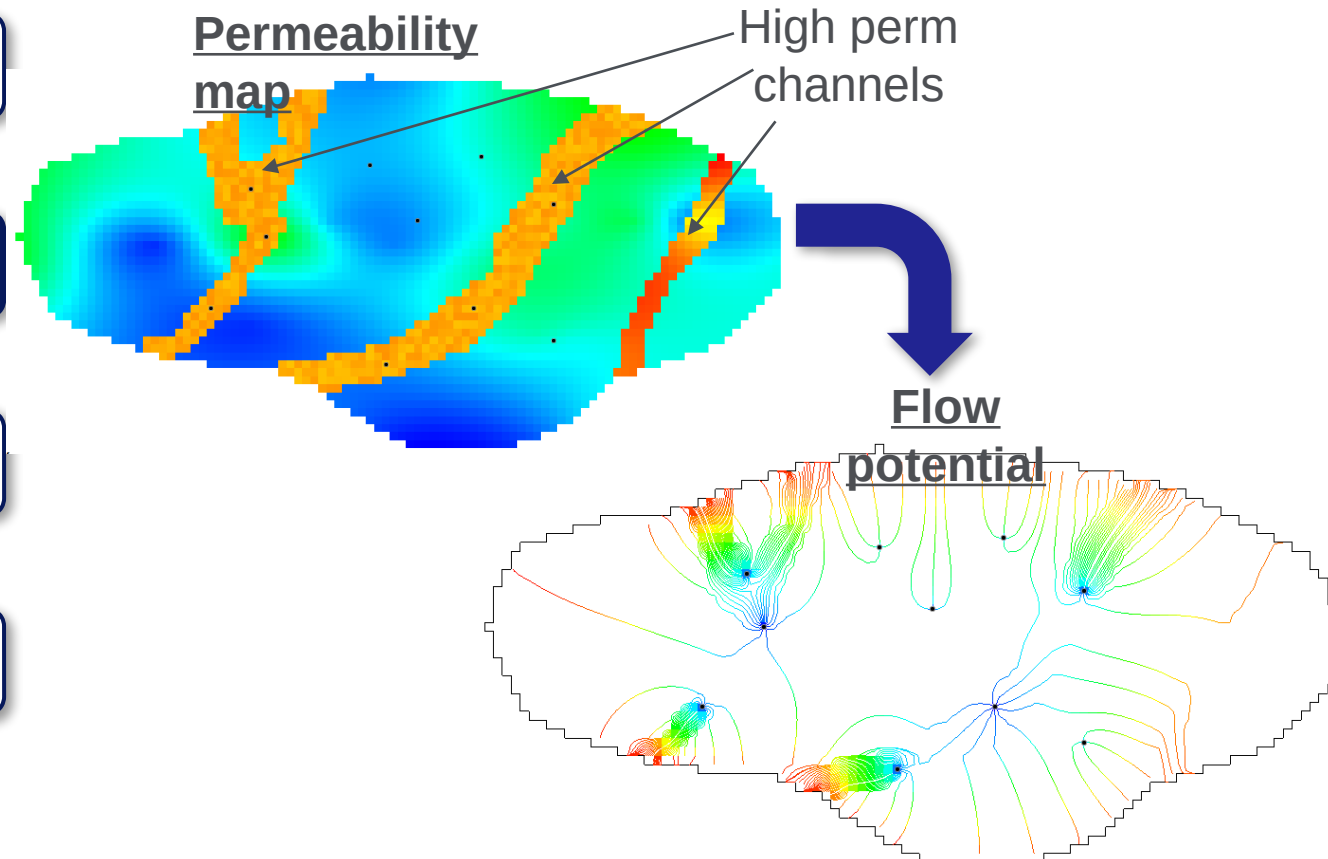 Permeability
map
High perm
channels
Flow
potential